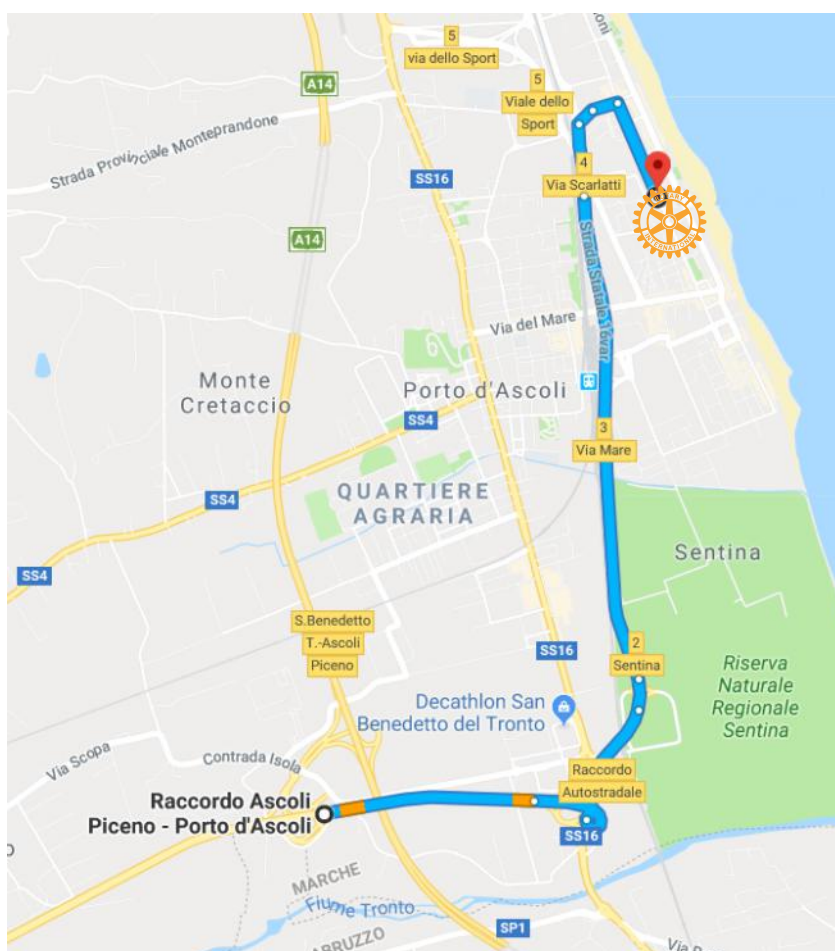 5
via dello Sport
A14
5
Viale dello
Sport
Strada Provinciale Monteprandone
SS16
4
Via Scarlatti
ROTARY
INTERNATIONAL
A14
Strada Statale 16var
Via del Mare
Monte
Cretaccio
Porto d'Ascoli
SS4
3
Via Mare
QUARTIERE
AGRARIA
SS4
Sentina
SS4
S.Benedetto
T.-Ascoli
Piceno
2
Sentina
SS16
Riserva
Naturale
Regionale
Sentina
Decathlon San
Benedetto del Tronto
Via Scopa
Contrada Isola
Raccordo
Autostradale
Raccordo Ascoli
Piceno - Porto d'Ascoli
SS16
MARCHE
Fiume Tronto
SP1